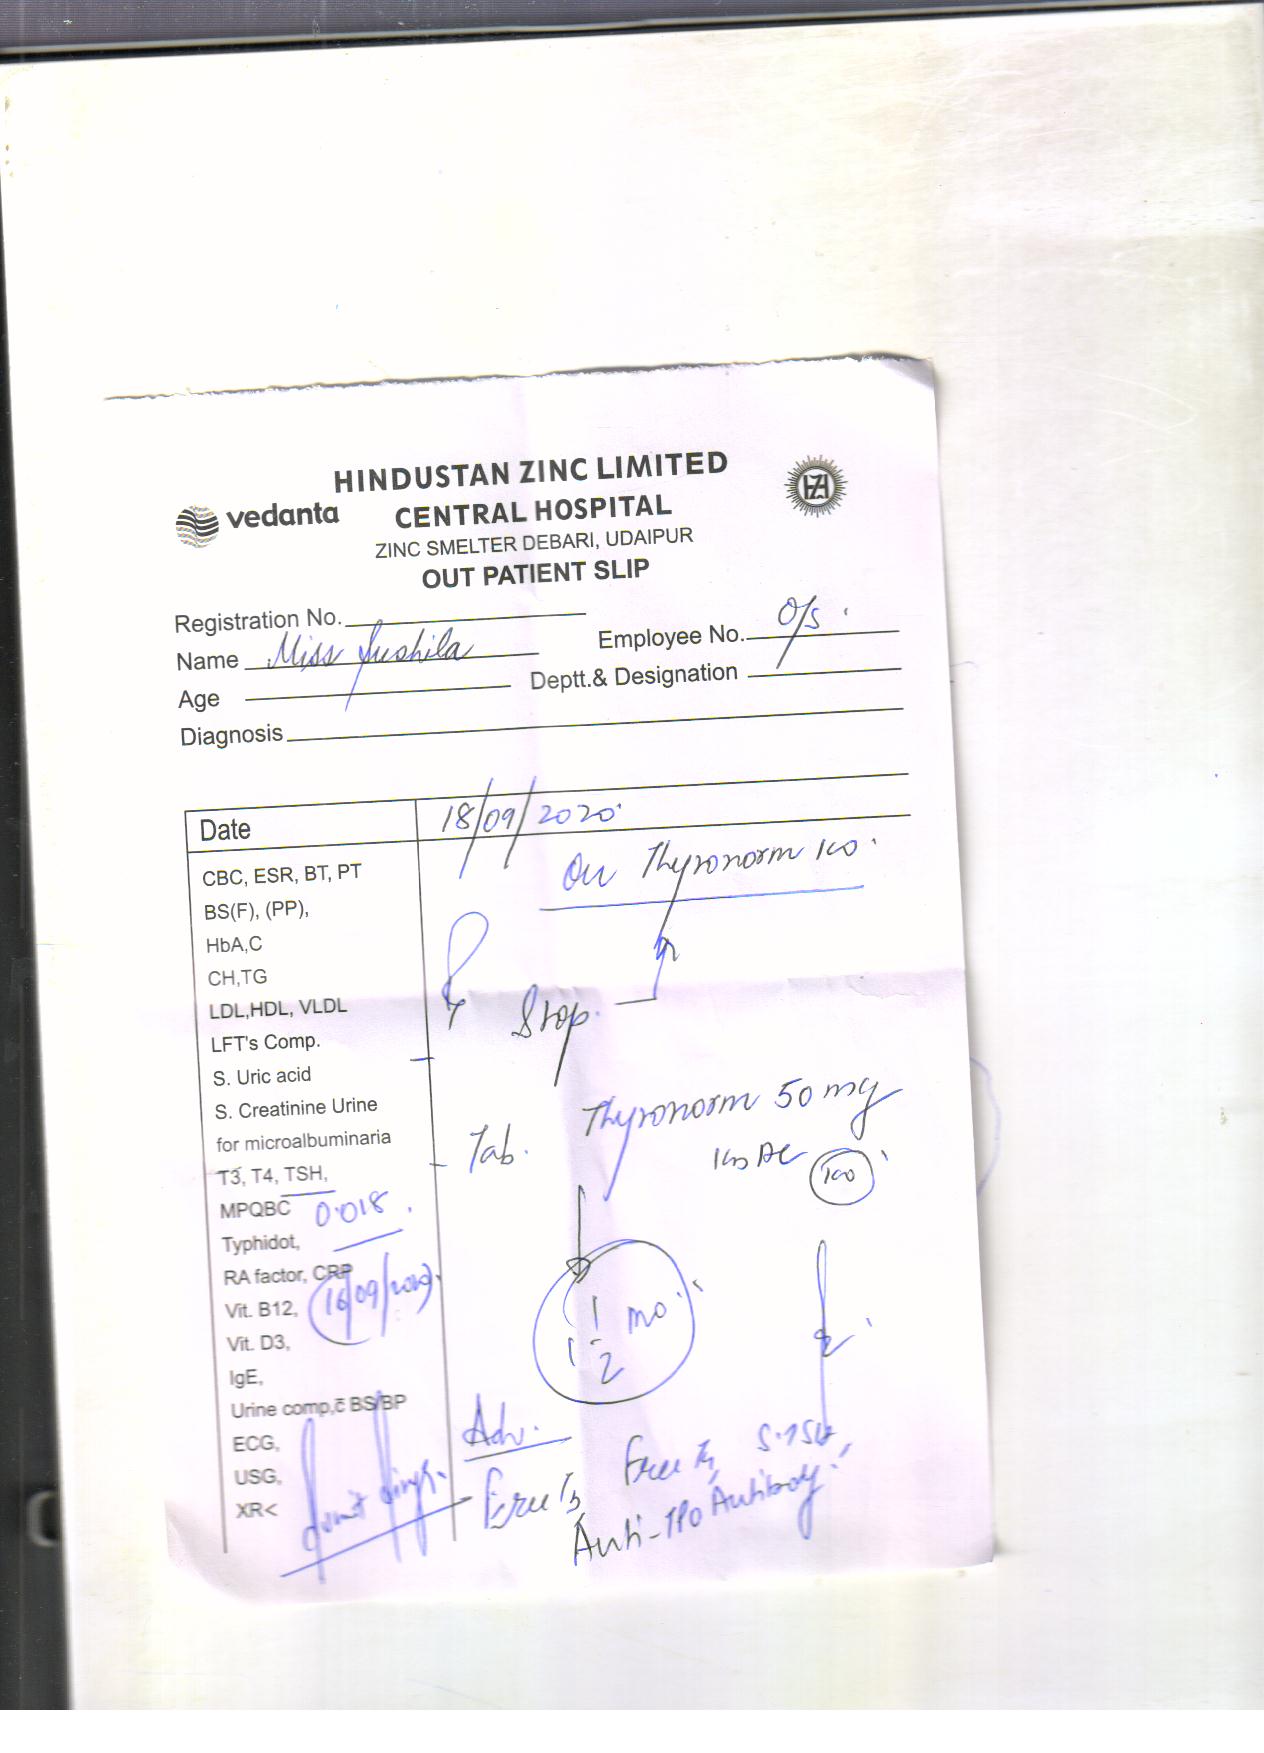 HINDUSTAN ZINC LIMITED
vedanta
CENTRAL HOSPITAL
ZINC SMELTER DEBARI, UDAIPUR
OUT PATIENT SLIP
Registration No.
Name Miss Sushila
Employee No. O/S
Age
Deptt.& Designation
Diagnosis
Date 18/09/2020
CBC, ESR, BT, PT
On Thyronorm 100
BS(F), (PP),
HbA,C
CH,TG
LDL,HDL, VLDL
Stop
LFT's Comp.
S. Uric acid
S. Creatinine Urine
for microalbuminaria
Tab. Thyronorm 50 mg
T3, T4, TSH,
MPQBC 0.018
Typhidot,
RA factor, CRP
16/09/2020
Vit. B12,
1 1/2 mo
Vit. D3,
IgE,
Urine comp,c̄ BS/BP
ECG,
Adv.
USG,
Free T3, Free T4, S.TSH,
XR<
Anti-TPO Antibody